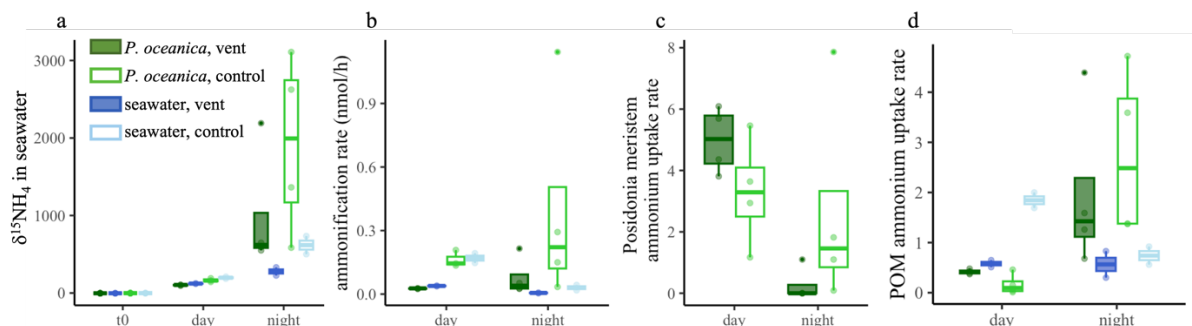 a
δ¹⁵NH₄ in seawater
3000
2000
1000
0
t0 day night
P. oceanica, vent
P. oceanica, control
seawater, vent
seawater, control
b
ammonification rate (nmol/h)
0.9
0.6
0.3
0.0
day night
c
Posidonia meristem
ammonium uptake rate
8
6
4
2
0
day night
d
POM ammonium uptake rate
4
3
2
1
0
day night